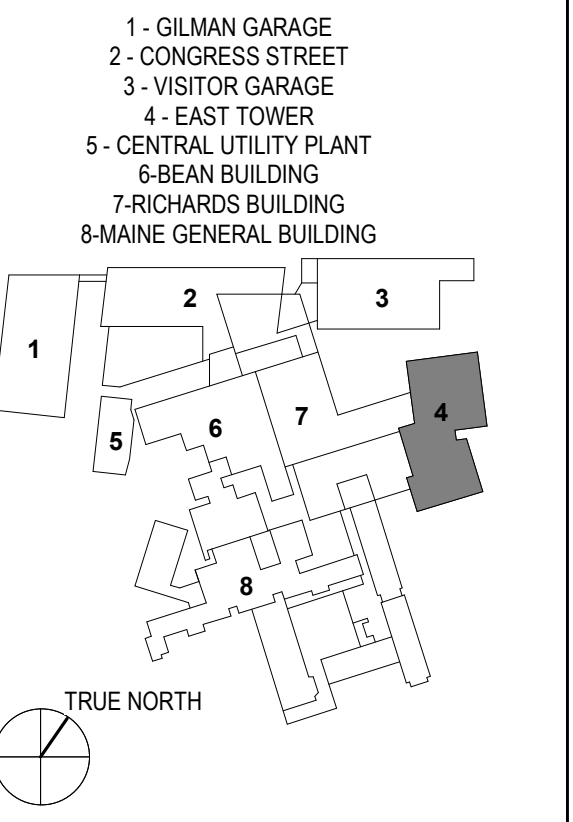 1 - GILMAN GARAGE
2 - CONGRESS STREET
3 - VISITOR GARAGE
4 - EAST TOWER
5 - CENTRAL UTILITY PLANT
6-BEAN BUILDING
7-RICHARDS BUILDING
8-MAINE GENERAL BUILDING
2
3
1
4
7
6
5
8
TRUE NORTH